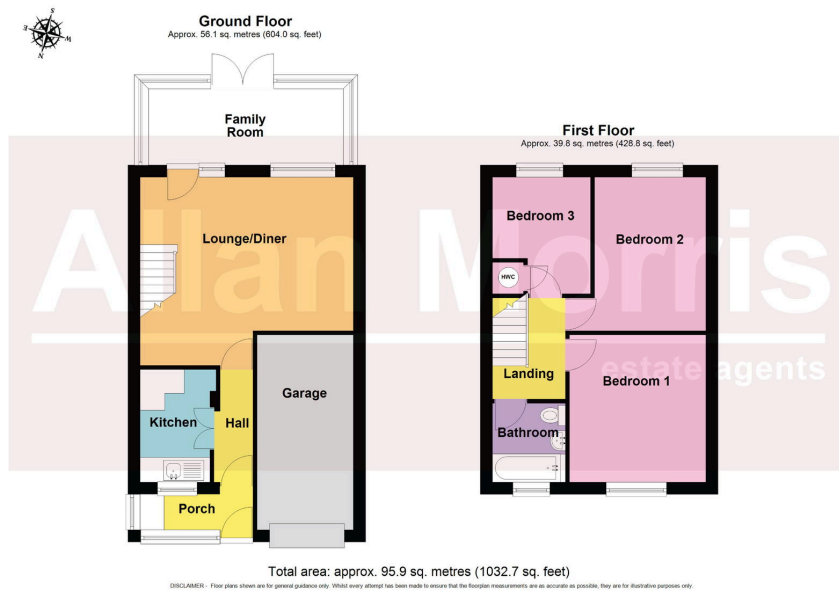 Ground Floor
Approx. 56.1 sq. metres (604.0 sq. feet)
S
E
W
N
Family
Room
First Floor
Approx. 39.8 sq. metres (428.8 sq. feet)
Allan Morris
estate agents
Lounge/Diner
Bedroom 3
Bedroom 2
HWC
Garage
Landing
Bedroom 1
Kitchen
Hall
Bathroom
Porch
Total area: approx. 95.9 sq. metres (1032.7 sq. feet)
DISCLAIMER - Floor plans shown are for general guidance only. Whilst every attempt has been made to ensure that the floorplan measurements are as accurate as possible, they are for illustrative purposes only.